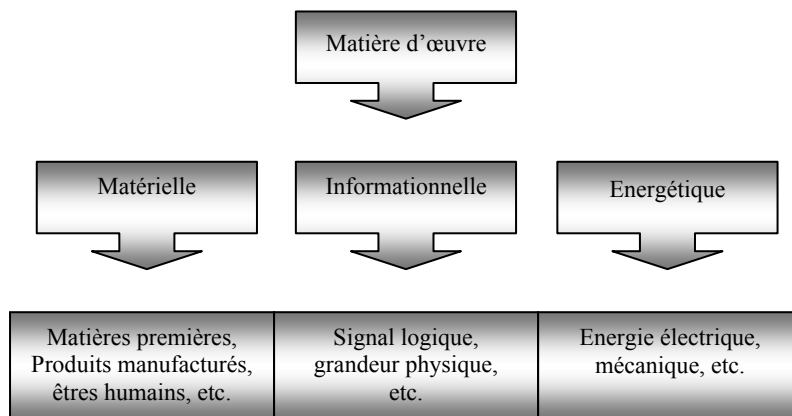 Matière d’œuvre
Matérielle
Informationnelle
Energétique
Matières premières,
Produits manufacturés,
êtres humains, etc.
Signal logique,
grandeur physique,
etc.
Energie électrique,
mécanique, etc.